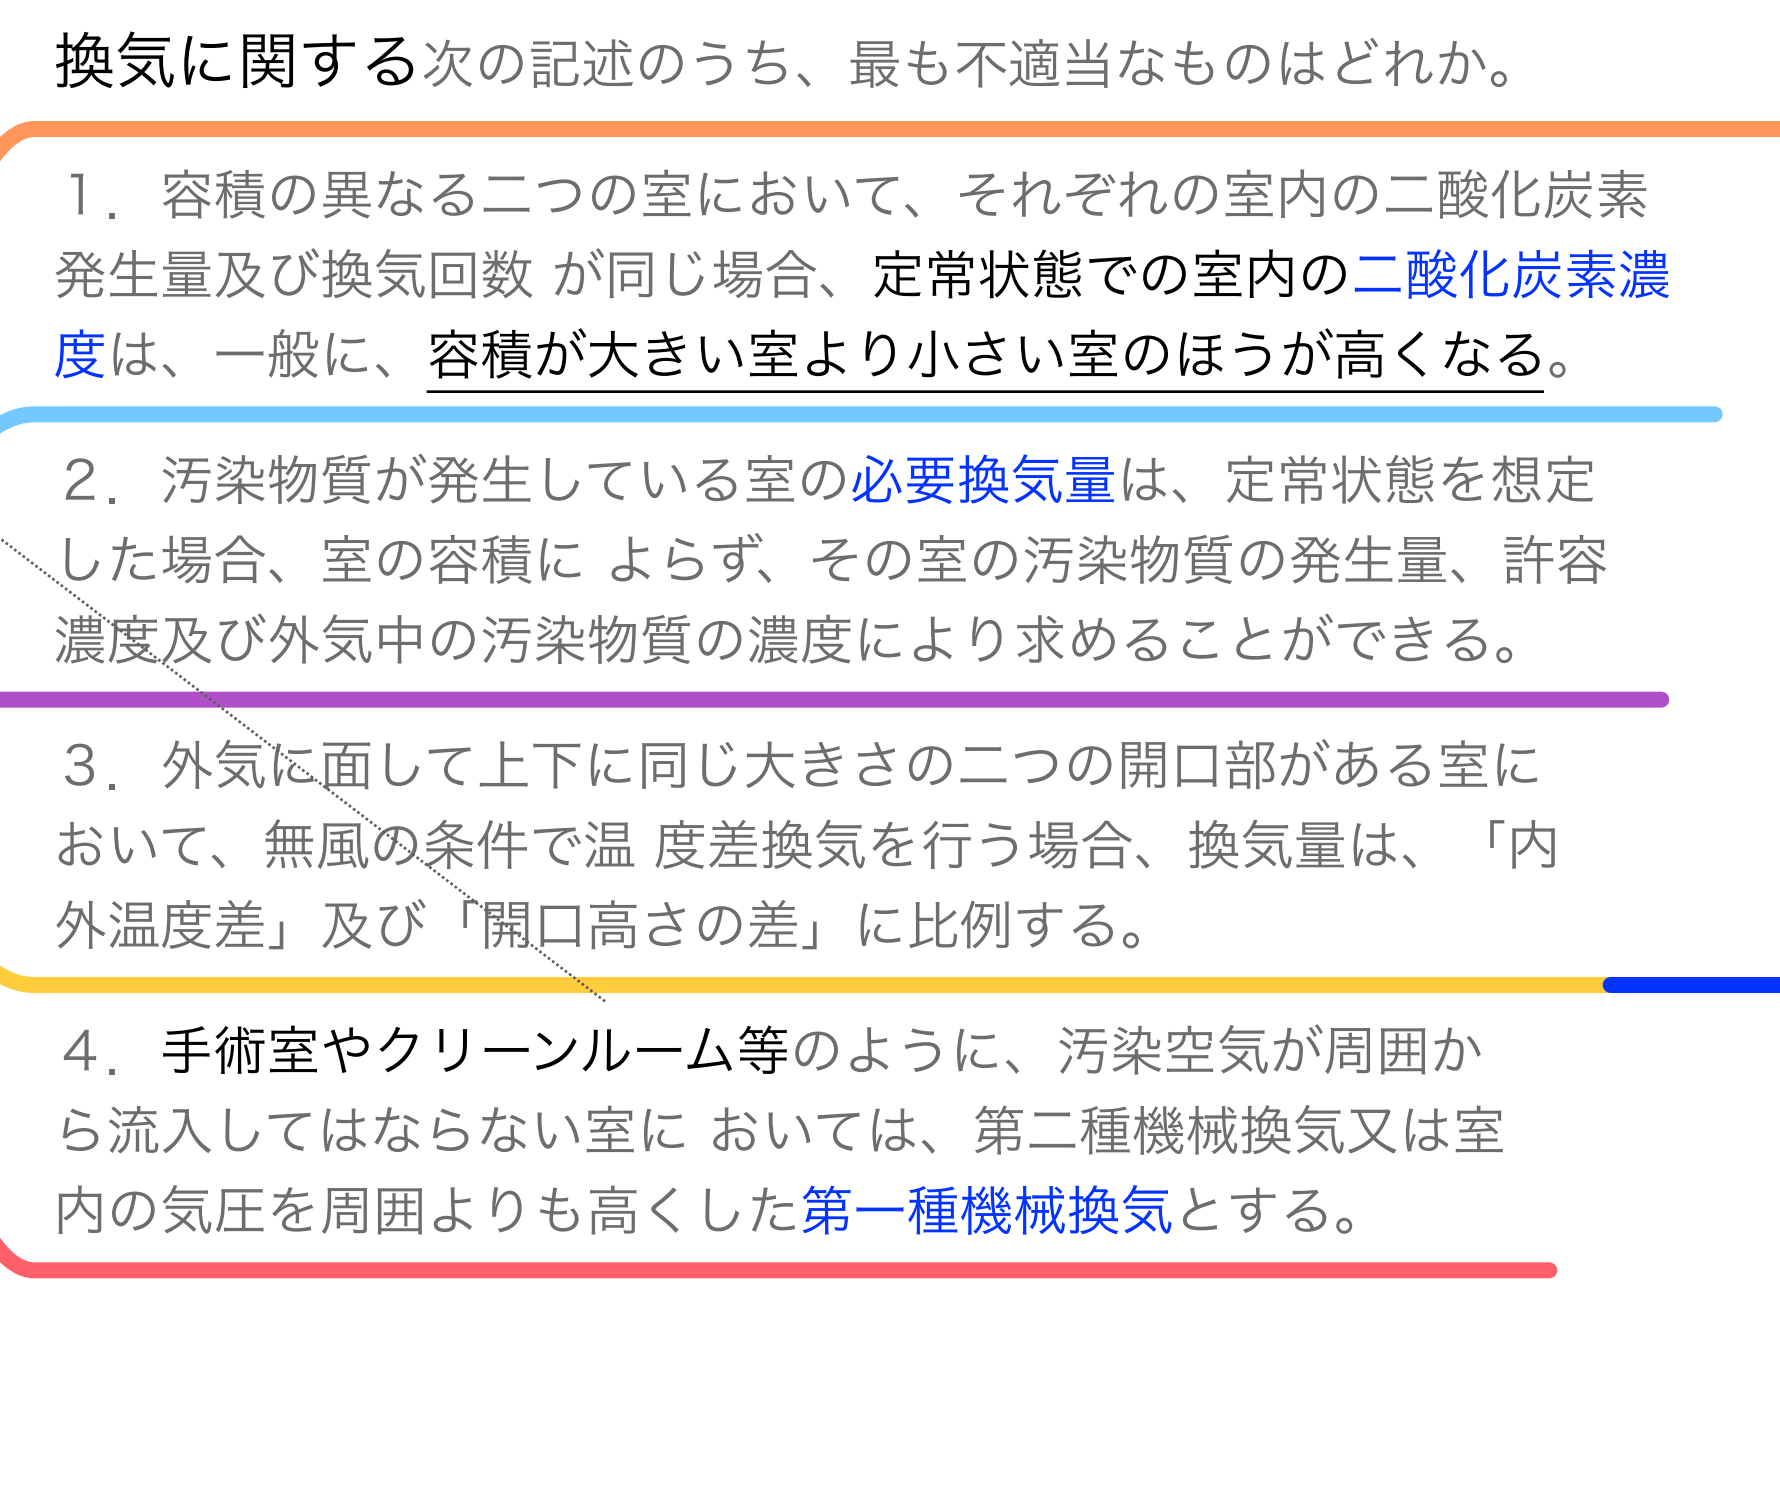 換気に関する次の記述のうち、最も不適当なものはどれか。
１．容積の異なる二つの室において、それぞれの室内の二酸化炭素
発生量及び換気回数 が同じ場合、定常状態での室内の二酸化炭素濃
度は、一般に、容積が大きい室より小さい室のほうが高くなる。
２．汚染物質が発生している室の必要換気量は、定常状態を想定
した場合、室の容積に よらず、その室の汚染物質の発生量、許容
濃度及び外気中の汚染物質の濃度により求めることができる。
３．外気に面して上下に同じ大きさの二つの開口部がある室に
おいて、無風の条件で温 度差換気を行う場合、換気量は、「内
外温度差」及び「開口高さの差」に比例する。
４．手術室やクリーンルーム等のように、汚染空気が周囲か
ら流入してはならない室に おいては、第二種機械換気又は室
内の気圧を周囲よりも高くした第一種機械換気とする。